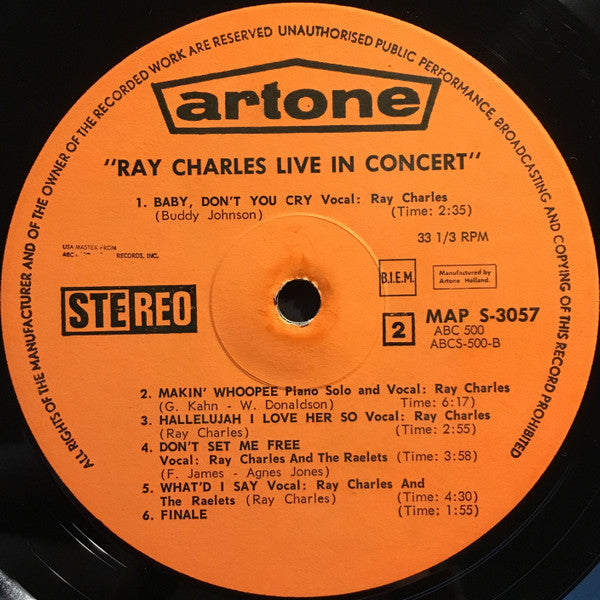 ALL RIGHTS OF THE MANUFACTURER AND OF THE OWNER OF THE RECORDED WORK ARE RESERVED UNAUTHORISED PUBLIC PERFORMANCE, BROADCASTING AND COPYING OF THIS RECORD PROHIBITED
artone
"RAY CHARLES LIVE IN CONCERT"
1. BABY, DON'T YOU CRY Vocal: Ray Charles
(Buddy Johnson) (Time: 2:35)
33 1/3 RPM
USA MASTER FROM
ABC- RECORDS, INC.
B.I.E.M.
Manufactured by
Artone Holland.
STEREO
2
MAP S-3057
ABC 500
ABCS-500-B
2. MAKIN' WHOOPEE Piano Solo and Vocal: Ray Charles
(G. Kahn - W. Donaldson) Time: 6:17)
3. HALLELUJAH I LOVE HER SO Vocal: Ray Charles
(Ray Charles) (Time: 2:55)
4. DON'T SET ME FREE
Vocal: Ray Charles And The Raelets (Time: 3:58)
(F. James - Agnes Jones)
5. WHAT'D I SAY Vocal: Ray Charles And
The Raelets (Ray Charles) (Time: 4:30)
6. FINALE (Time: 1:55)